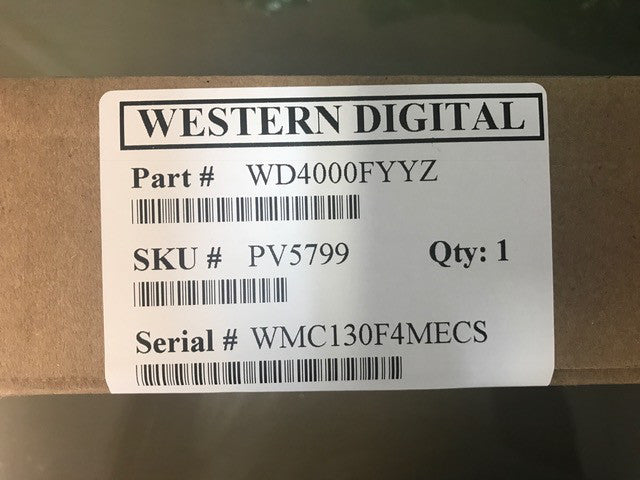 WESTERN DIGITAL
Part # WD4000FYYZ
SKU # PV5799 Qty: 1
Serial # WMC130F4MECS